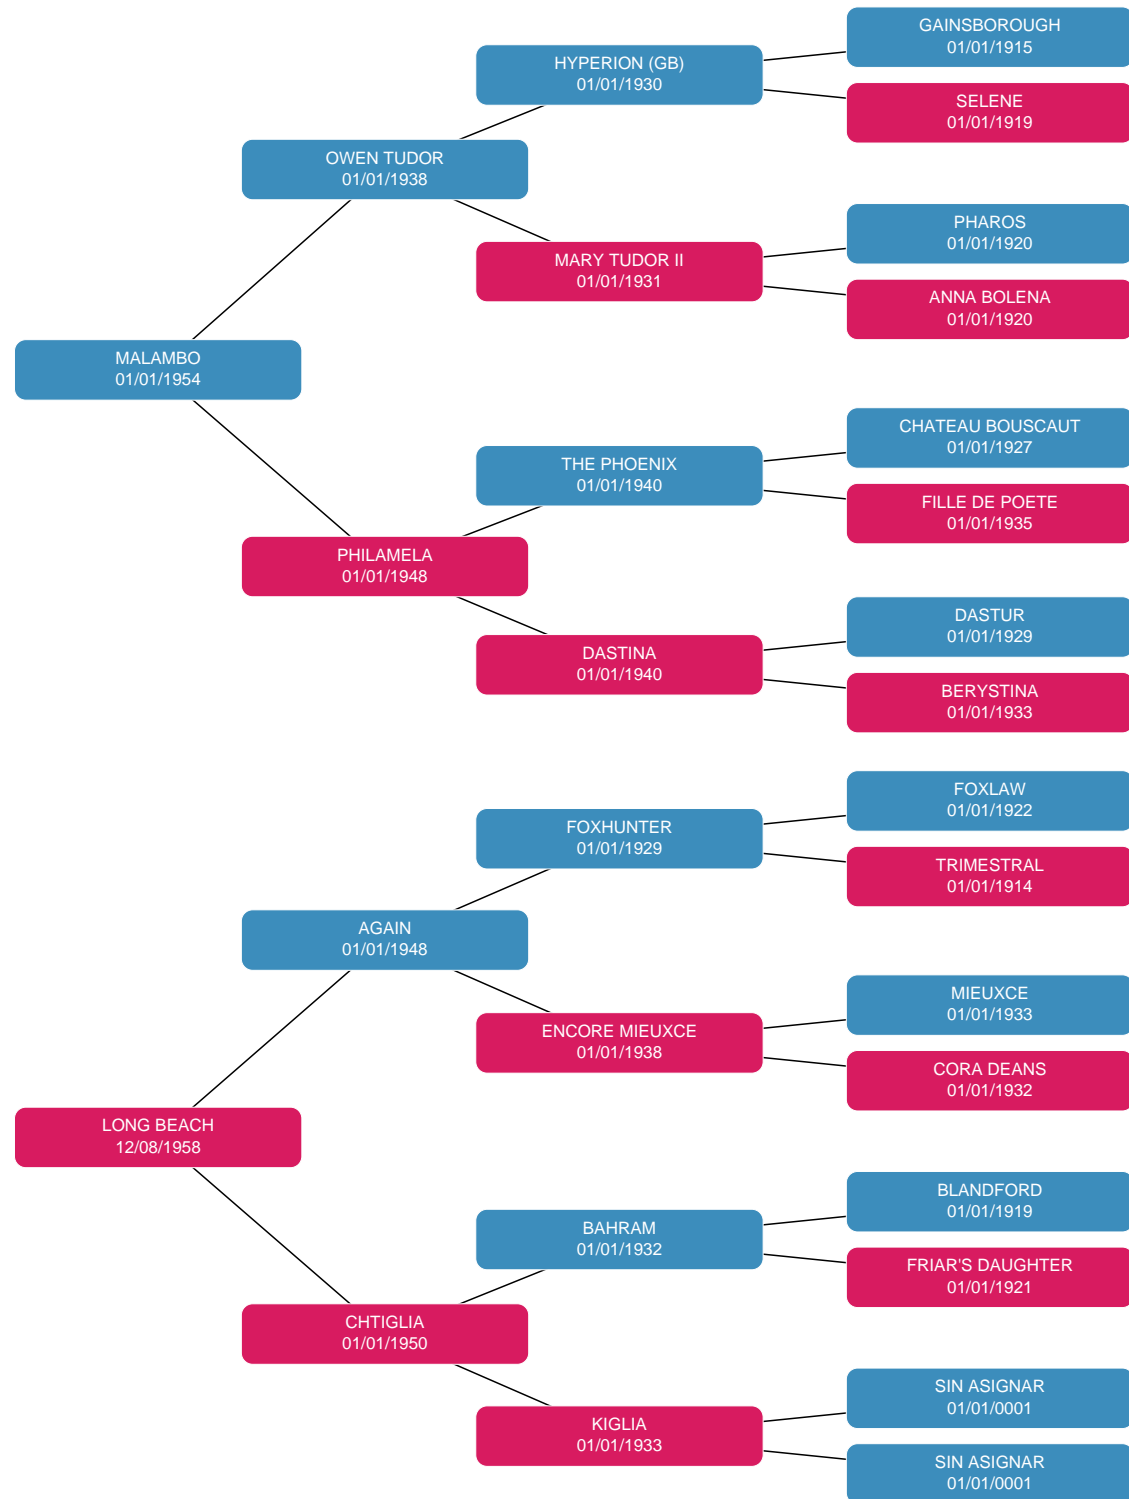 GAINSBOROUGH
01/01/1915
HYPERION (GB)
01/01/1930
SELENE
01/01/1919
OWEN TUDOR
01/01/1938
PHAROS
01/01/1920
MARY TUDOR II
01/01/1931
ANNA BOLENA
01/01/1920
MALAMBO
01/01/1954
CHATEAU BOUSCAUT
01/01/1927
THE PHOENIX
01/01/1940
FILLE DE POETE
01/01/1935
PHILAMELA
01/01/1948
DASTUR
01/01/1929
DASTINA
01/01/1940
BERYSTINA
01/01/1933
FOXLAW
01/01/1922
FOXHUNTER
01/01/1929
TRIMESTRAL
01/01/1914
AGAIN
01/01/1948
MIEUXCE
01/01/1933
ENCORE MIEUXCE
01/01/1938
CORA DEANS
01/01/1932
LONG BEACH
12/08/1958
BLANDFORD
01/01/1919
BAHRAM
01/01/1932
FRIAR'S DAUGHTER
01/01/1921
CHTIGLIA
01/01/1950
SIN ASIGNAR
01/01/0001
KIGLIA
01/01/1933
SIN ASIGNAR
01/01/0001